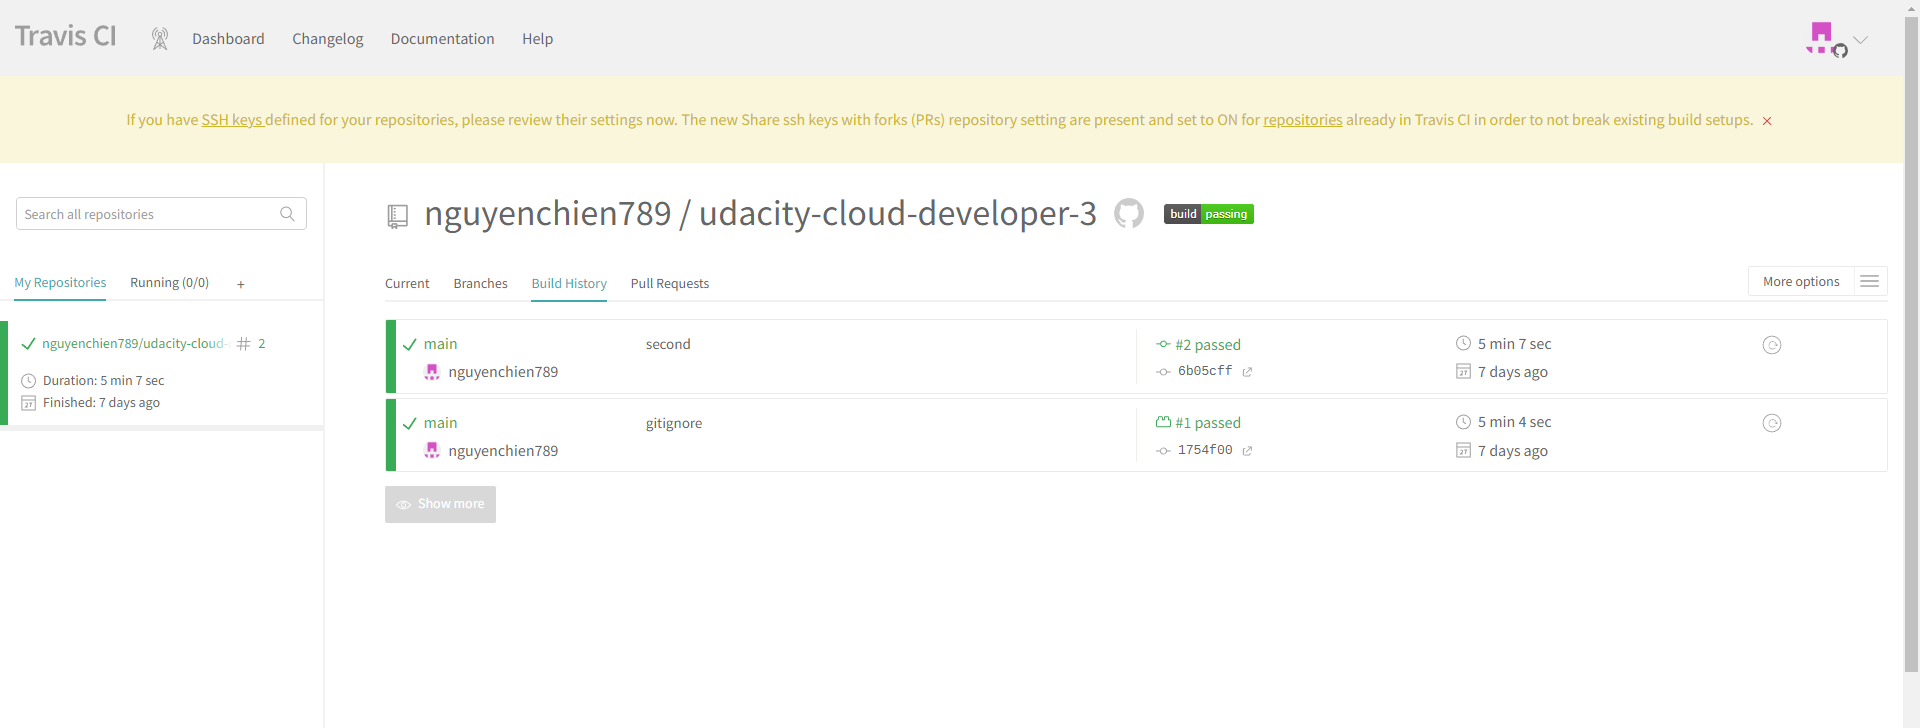 Travis CI
Dashboard Changelog Documentation Help
If you have SSH keys defined for your repositories, please review their settings now. The new Share ssh keys with forks (PRs) repository setting are present and set to ON for repositories already in Travis CI in order to not break existing build setups.
Search all repositories
My Repositories Running (0/0) +
nguyenchien789/udacity-cloud- # 2
Duration: 5 min 7 sec
Finished: 7 days ago
nguyenchien789 / udacity-cloud-developer-3 build passing
Current Branches Build History Pull Requests More options
main second #2 passed 5 min 7 sec
nguyenchien789 6b05cff 7 days ago
main gitignore #1 passed 5 min 4 sec
nguyenchien789 1754f00 7 days ago
Show more